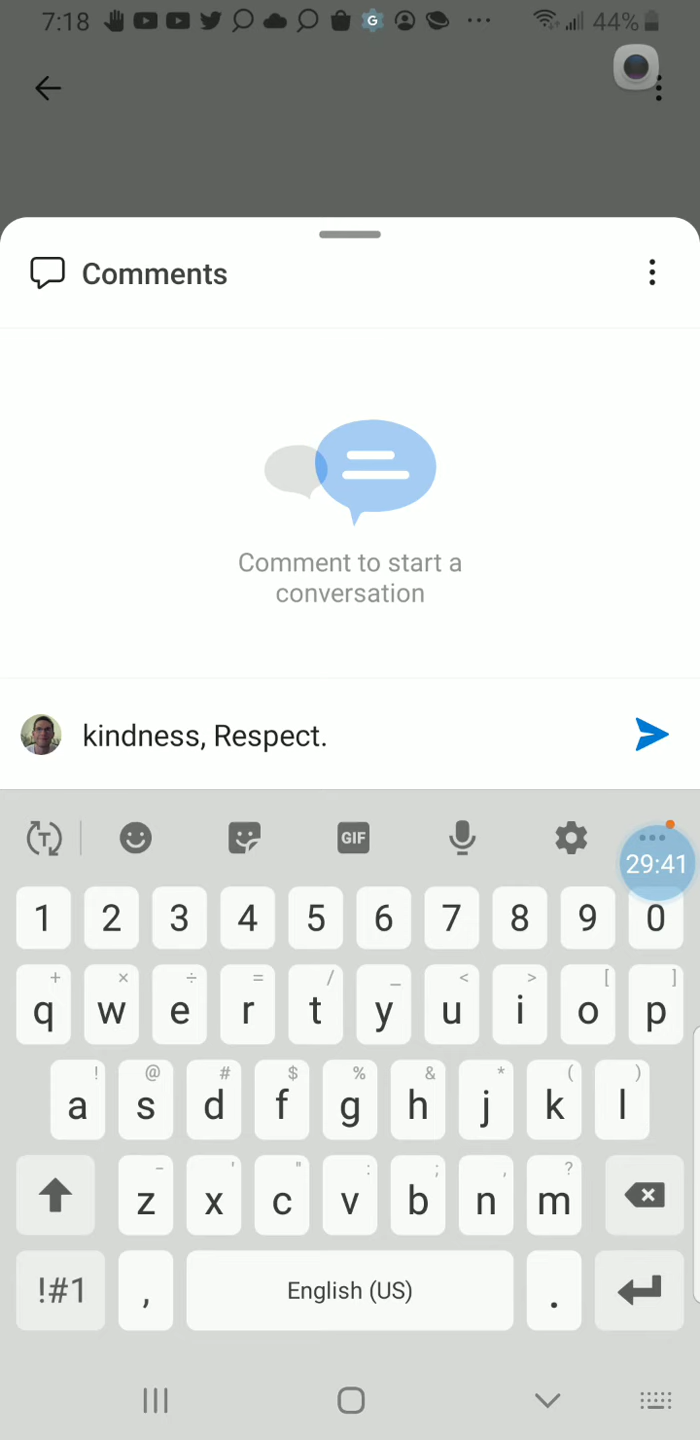 7:18 G 44%
Comments
Comment to start a
conversation
kindness, Respect.
T GIF
29:41
1 2 3 4 5 6 7 8 9 0
+ × ÷ = / _ < > [ ]
q w e r t y u i o p
! @ # $ % & * ( )
a s d f g h j k l
- ' " : ; , ?
z x c v b n m
!#1 , English (US) .